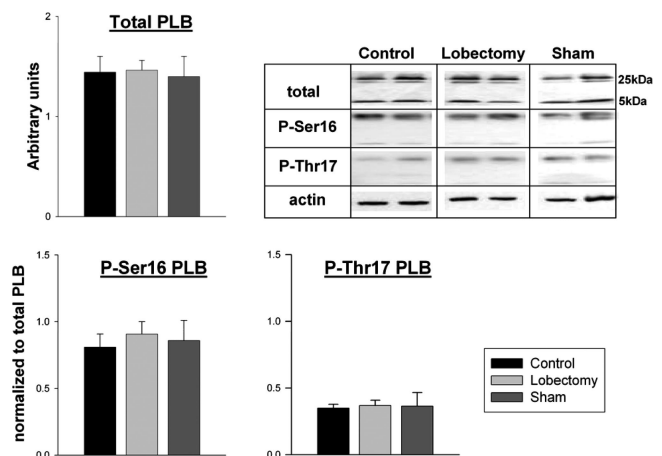 Total PLB
Arbitrary units
2
1
0
Control Lobectomy Sham
total
25kDa
5kDa
P-Ser16
P-Thr17
actin
P-Ser16 PLB
normalized to total PLB
1.5
1.0
0.5
0.0
P-Thr17 PLB
1.5
1.0
0.5
0.0
Control
Lobectomy
Sham